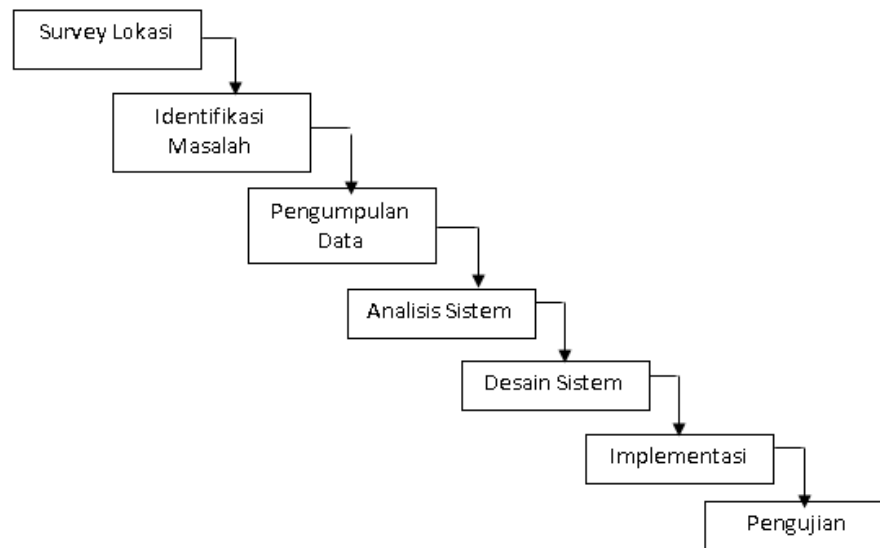 Survey Lokasi
Identifikasi
Masalah
Pengumpulan
Data
Analisis Sistem
Desain Sistem
Implementasi
Pengujian